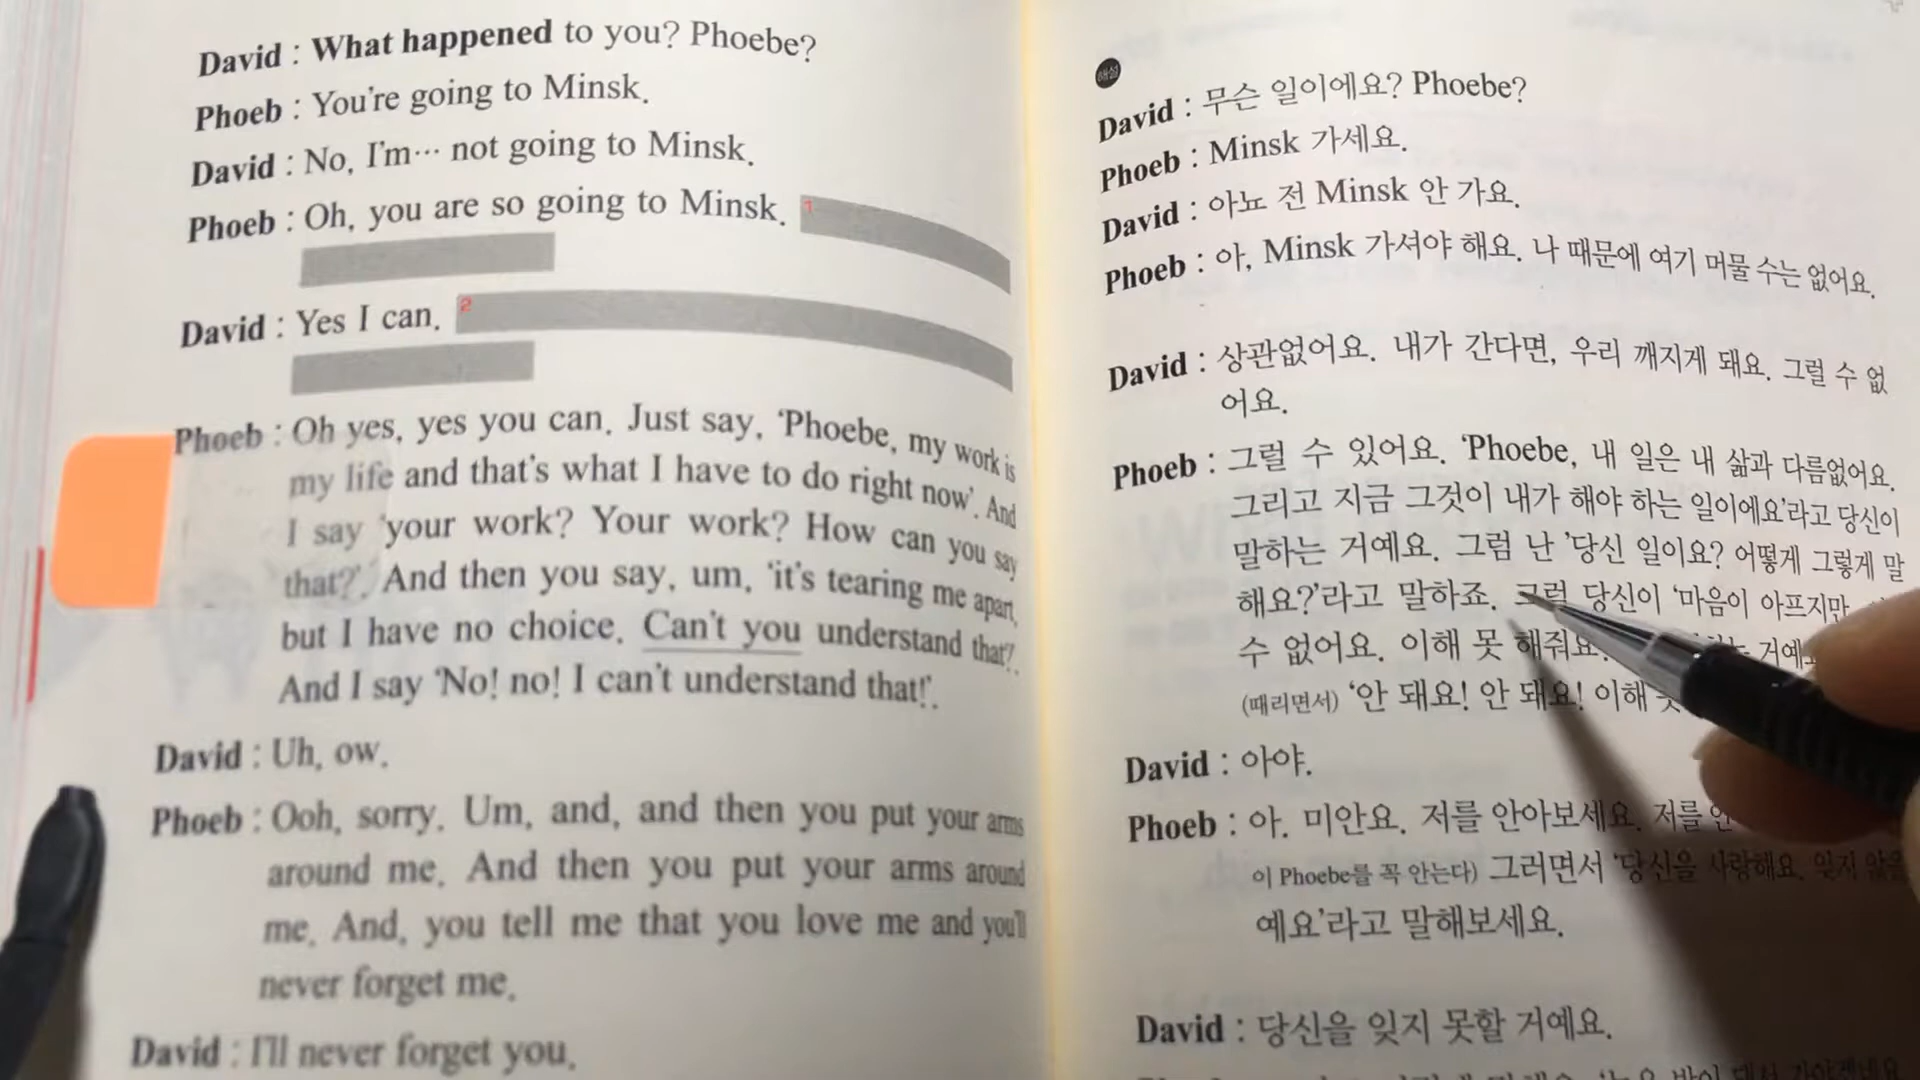 David : What happened to you? Phoebe?
Phoeb : You're going to Minsk.
David : No, I'm… not going to Minsk.
Phoeb : Oh, you are so going to Minsk. 1
David : Yes I can. 2
Phoeb : Oh yes, yes you can. Just say, 'Phoebe, my work is
my life and that's what I have to do right now'. And
I say 'your work? Your work? How can you say
that?'. And then you say, um, 'it's tearing me apart,
but I have no choice. Can't you understand that?'.
And I say 'No! no! I can't understand that!'.
David : Uh, ow.
Phoeb : Ooh, sorry. Um, and, and then you put your arms
around me. And then you put your arms around
me. And, you tell me that you love me and you'll
never forget me.
David : I'll never forget you.
해설
David : 무슨 일이에요? Phoebe?
Phoeb : Minsk 가세요.
David : 아뇨 전 Minsk 안 가요.
Phoeb : 아, Minsk 가셔야 해요. 나 때문에 여기 머물 수는 없어요.
David : 상관없어요. 내가 간다면, 우리 깨지게 돼요. 그럴 수 없
어요.
Phoeb : 그럴 수 있어요. 'Phoebe, 내 일은 내 삶과 다름없어요.
그리고 지금 그것이 내가 해야 하는 일이에요'라고 당신이
말하는 거예요. 그럼 난 '당신 일이요? 어떻게 그렇게 말
해요?'라고 말하죠. 그럼 당신이 '마음이 아프지만
수 없어요. 이해 못 해줘요 거예요
(때리면서) '안 돼요! 안 돼요! 이해
David : 아야.
Phoeb : 아. 미안요. 저를 안아보세요. 저를
이 Phoebe를 꼭 안는다) 그러면서 '당신을 사랑해요. 잊지 않을
예요'라고 말해보세요.
David : 당신을 잊지 못할 거예요.